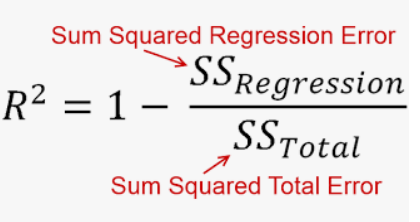 Sum Squared Regression Error
R² = 1 − SS_Regression / SS_Total
Sum Squared Total Error